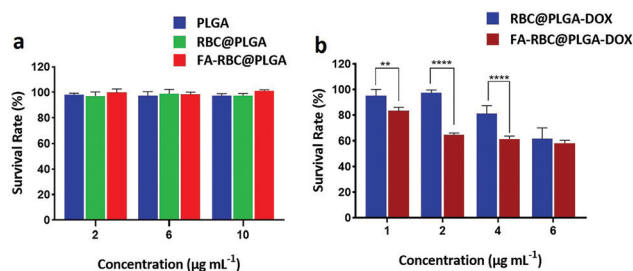 a
PLGA
RBC@PLGA
FA-RBC@PLGA
Survival Rate (%)
120
100
80
60
40
20
0
2 6 10
Concentration (μg mL⁻¹)
b
RBC@PLGA-DOX
FA-RBC@PLGA-DOX
Survival Rate (%)
120
100
80
60
40
20
0
** **** ****
1 2 4 6
Concentration (μg mL⁻¹)